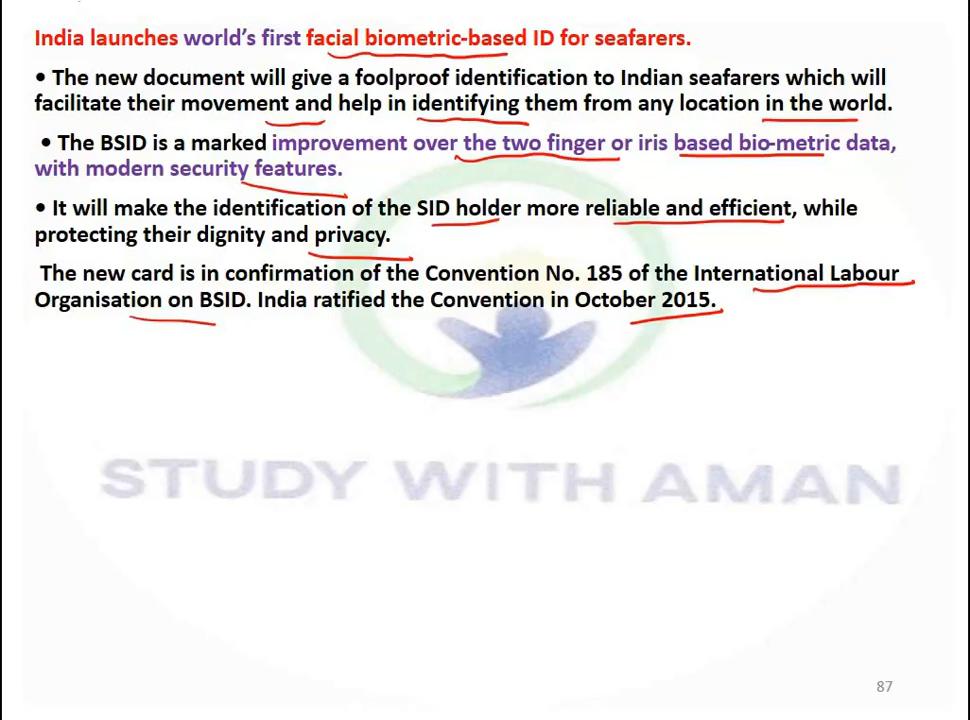 India launches world’s first facial biometric-based ID for seafarers.
• The new document will give a foolproof identification to Indian seafarers which will
facilitate their movement and help in identifying them from any location in the world.
• The BSID is a marked improvement over the two finger or iris based bio-metric data,
with modern security features.
• It will make the identification of the SID holder more reliable and efficient, while
protecting their dignity and privacy.
The new card is in confirmation of the Convention No. 185 of the International Labour
Organisation on BSID. India ratified the Convention in October 2015.
STUDY WITH AMAN
87